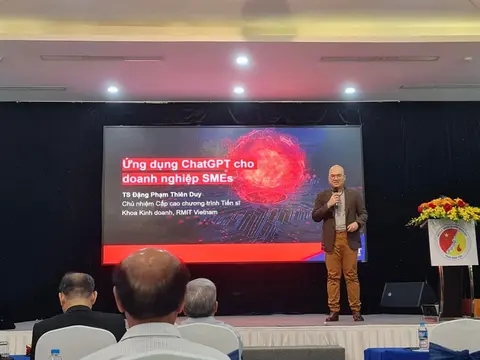 Ứng dụng ChatGPT cho
doanh nghiệp SMEs
TS Đặng Phạm Thiên Duy
Chủ nhiệm Cấp cao chương trình Tiến sĩ
Khoa Kinh doanh, RMIT Vietnam